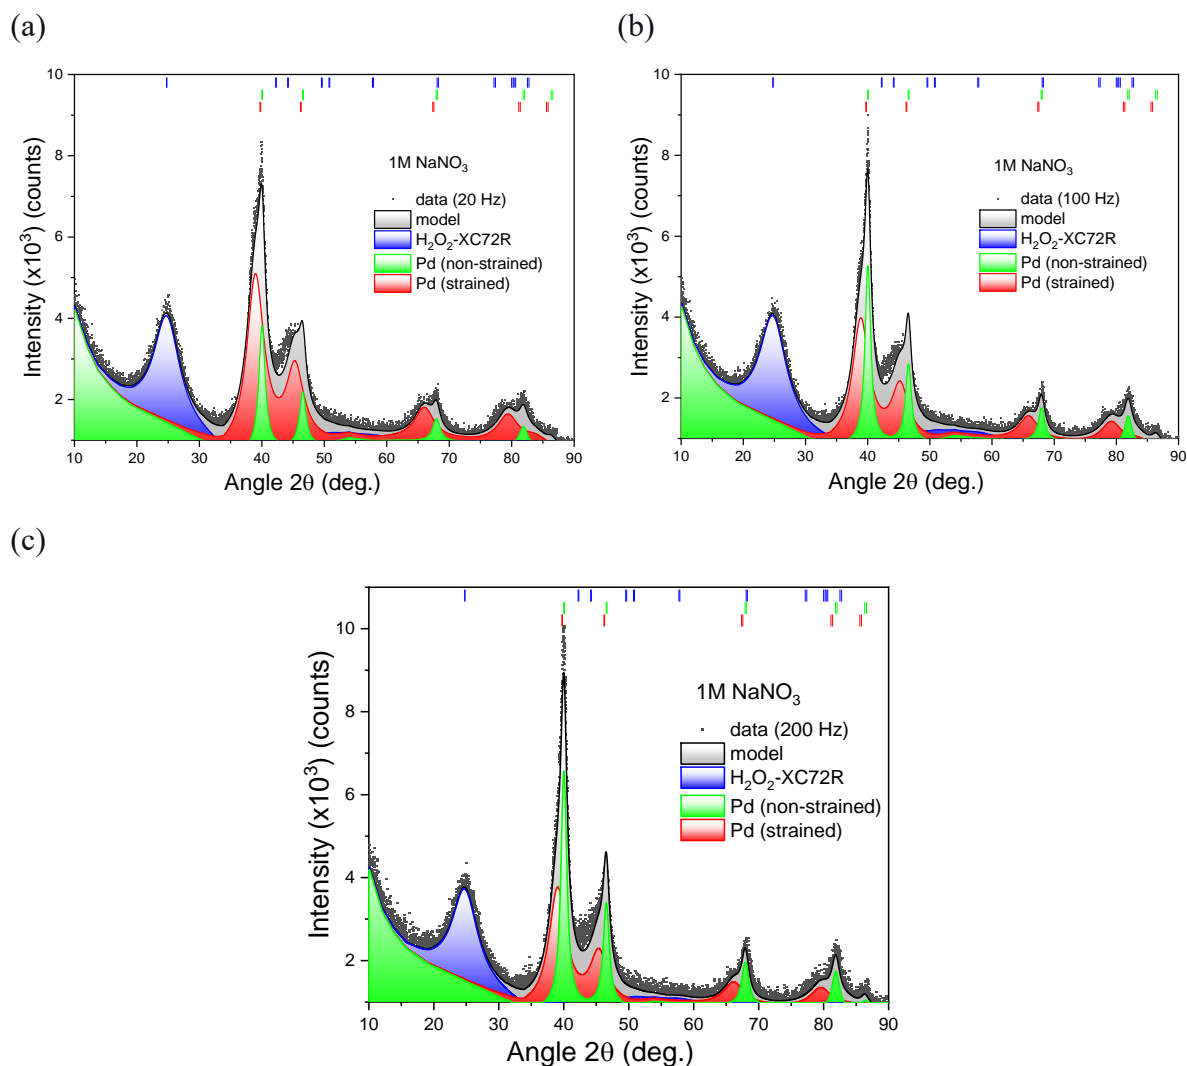 (a)
10
8
6
4
2
Intensity (x10³) (counts)
1M NaNO₃
data (20 Hz)
model
H₂O₂-XC72R
Pd (non-strained)
Pd (strained)
10 20 30 40 50 60 70 80 90
Angle 2θ (deg.)
(b)
10
8
6
4
2
Intensity (x10³) (counts)
1M NaNO₃
data (100 Hz)
model
H₂O₂-XC72R
Pd (non-strained)
Pd (strained)
10 20 30 40 50 60 70 80 90
Angle 2θ (deg.)
(c)
10
8
6
4
2
Intensity (x10³) (counts)
1M NaNO₃
data (200 Hz)
model
H₂O₂-XC72R
Pd (non-strained)
Pd (strained)
10 20 30 40 50 60 70 80 90
Angle 2θ (deg.)